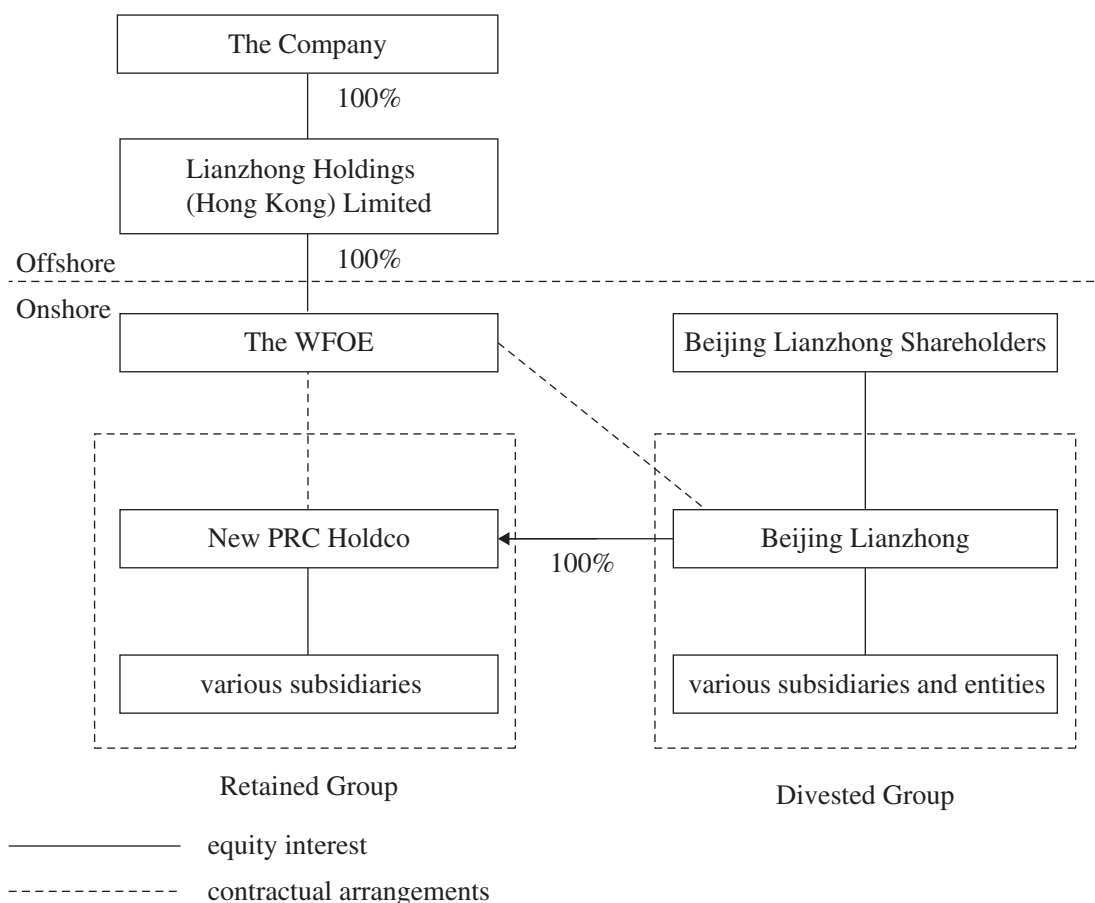 The Company
100%
Lianzhong Holdings
(Hong Kong) Limited
100%
Offshore
Onshore
The WFOE
Beijing Lianzhong Shareholders
New PRC Holdco
100%
Beijing Lianzhong
various subsidiaries
various subsidiaries and entities
Retained Group
Divested Group
equity interest
contractual arrangements